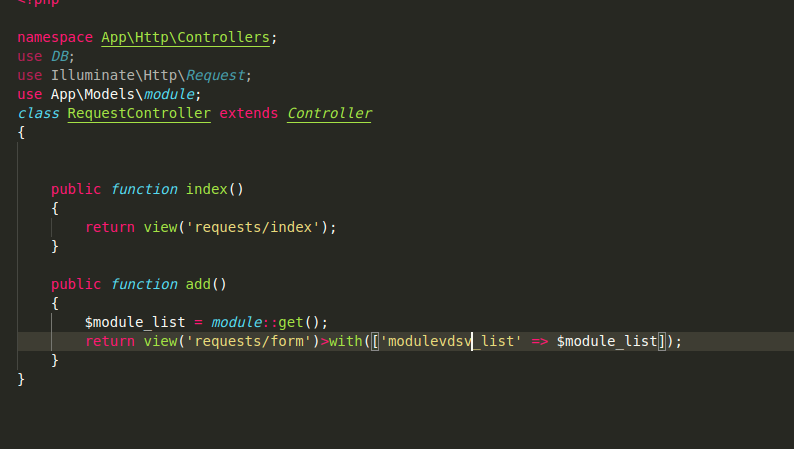 <?php
namespace App\Http\Controllers;
use DB;
use Illuminate\Http\Request;
use App\Models\module;
class RequestController extends Controller
{
    public function index()
    {
        return view('requests/index');
    }
    public function add()
    {
        $module_list = module::get();
        return view('requests/form')>with(['modulevdsv_list' => $module_list]);
    }
}